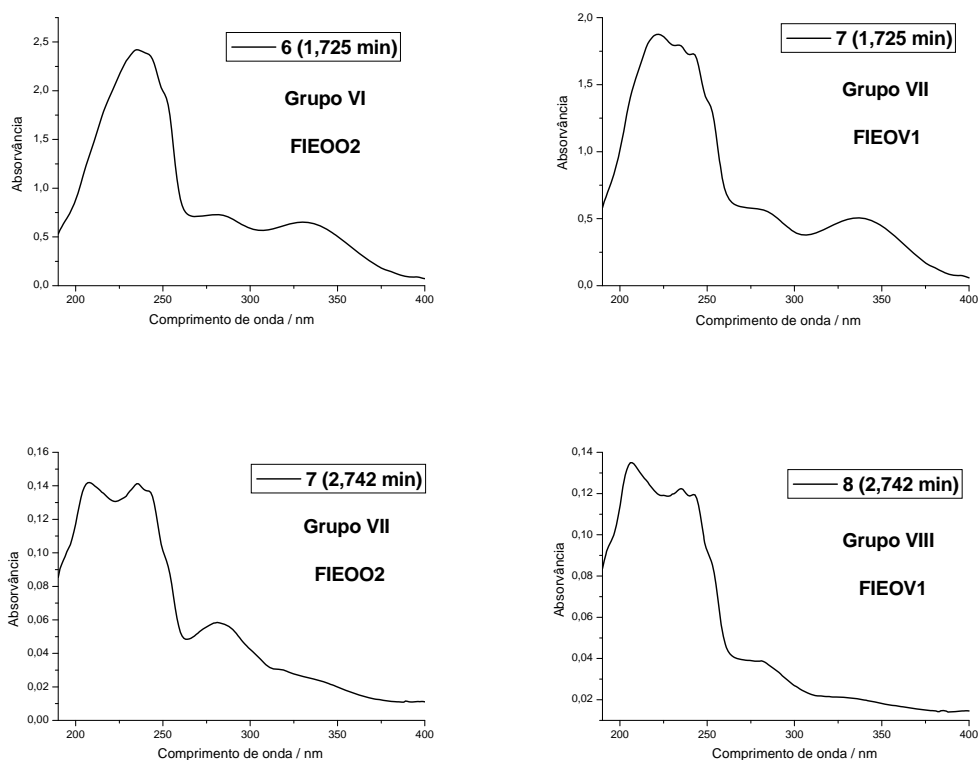 6 (1,725 min)
Grupo VI
FIEOO2
Absorvância
2,5
2,0
1,5
1,0
0,5
0,0
200 250 300 350 400
Comprimento de onda / nm
7 (1,725 min)
Grupo VII
FIEOV1
Absorvância
2,0
1,5
1,0
0,5
0,0
200 250 300 350 400
Comprimento de onda / nm
7 (2,742 min)
Grupo VII
FIEOO2
Absorvância
0,16
0,14
0,12
0,10
0,08
0,06
0,04
0,02
0,00
200 250 300 350 400
Comprimento de onda / nm
8 (2,742 min)
Grupo VIII
FIEOV1
Absorvância
0,14
0,12
0,10
0,08
0,06
0,04
0,02
200 250 300 350 400
Comprimento de onda / nm